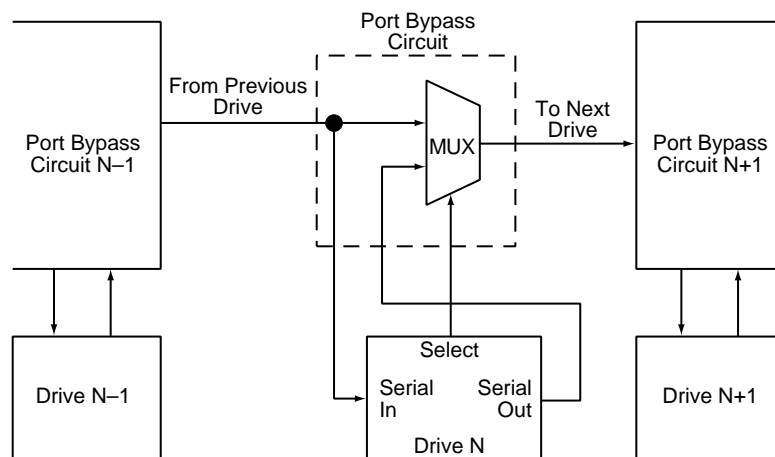 Port Bypass
Circuit
From Previous
Drive
To Next
Drive
Port Bypass
Circuit N–1
MUX
Port Bypass
Circuit N+1
Select
Drive N–1
Serial
In
Serial
Out
Drive N
Drive N+1